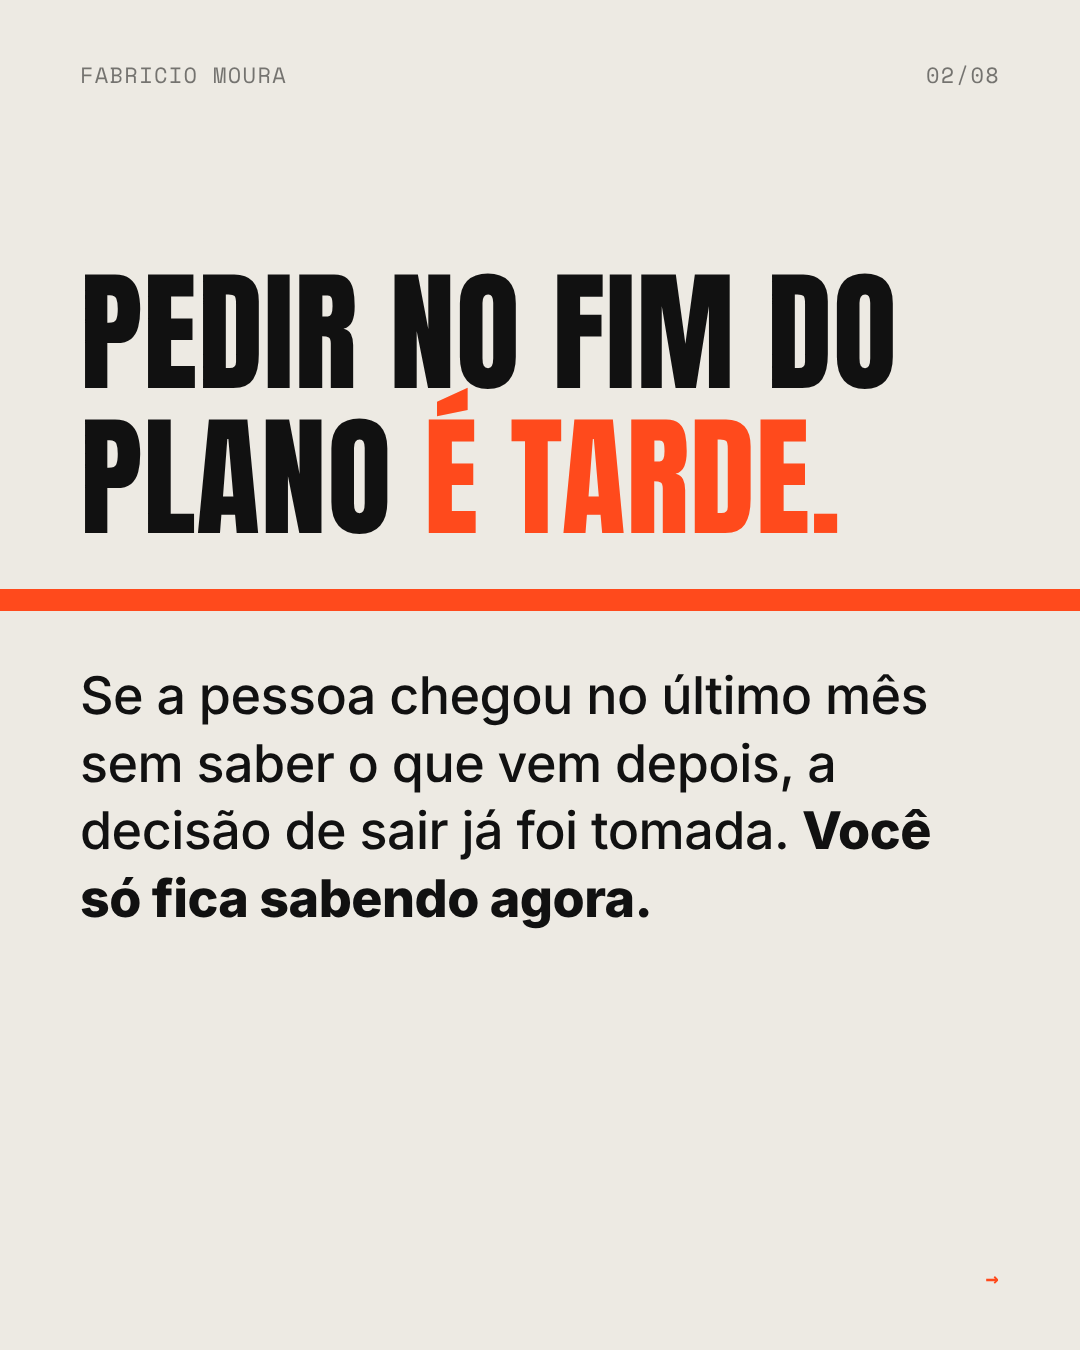 FABRICIO MOURA
02/08
PEDIR NO FIM DO
PLANO É TARDE.
Se a pessoa chegou no último mês
sem saber o que vem depois, a
decisão de sair já foi tomada. Você
só fica sabendo agora.
→